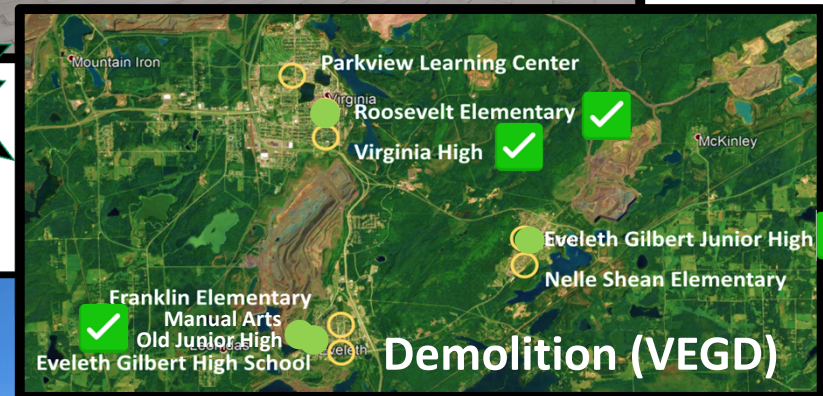 Mountain Iron
Parkview Learning Center
Virginia
Roosevelt Elementary
Virginia High
McKinley
Eveleth Gilbert Junior High
Nelle Shean Elementary
Franklin Elementary
Manual Arts
Old Junior High
Eveleth
Eveleth Gilbert High School
Demolition (VEGD)